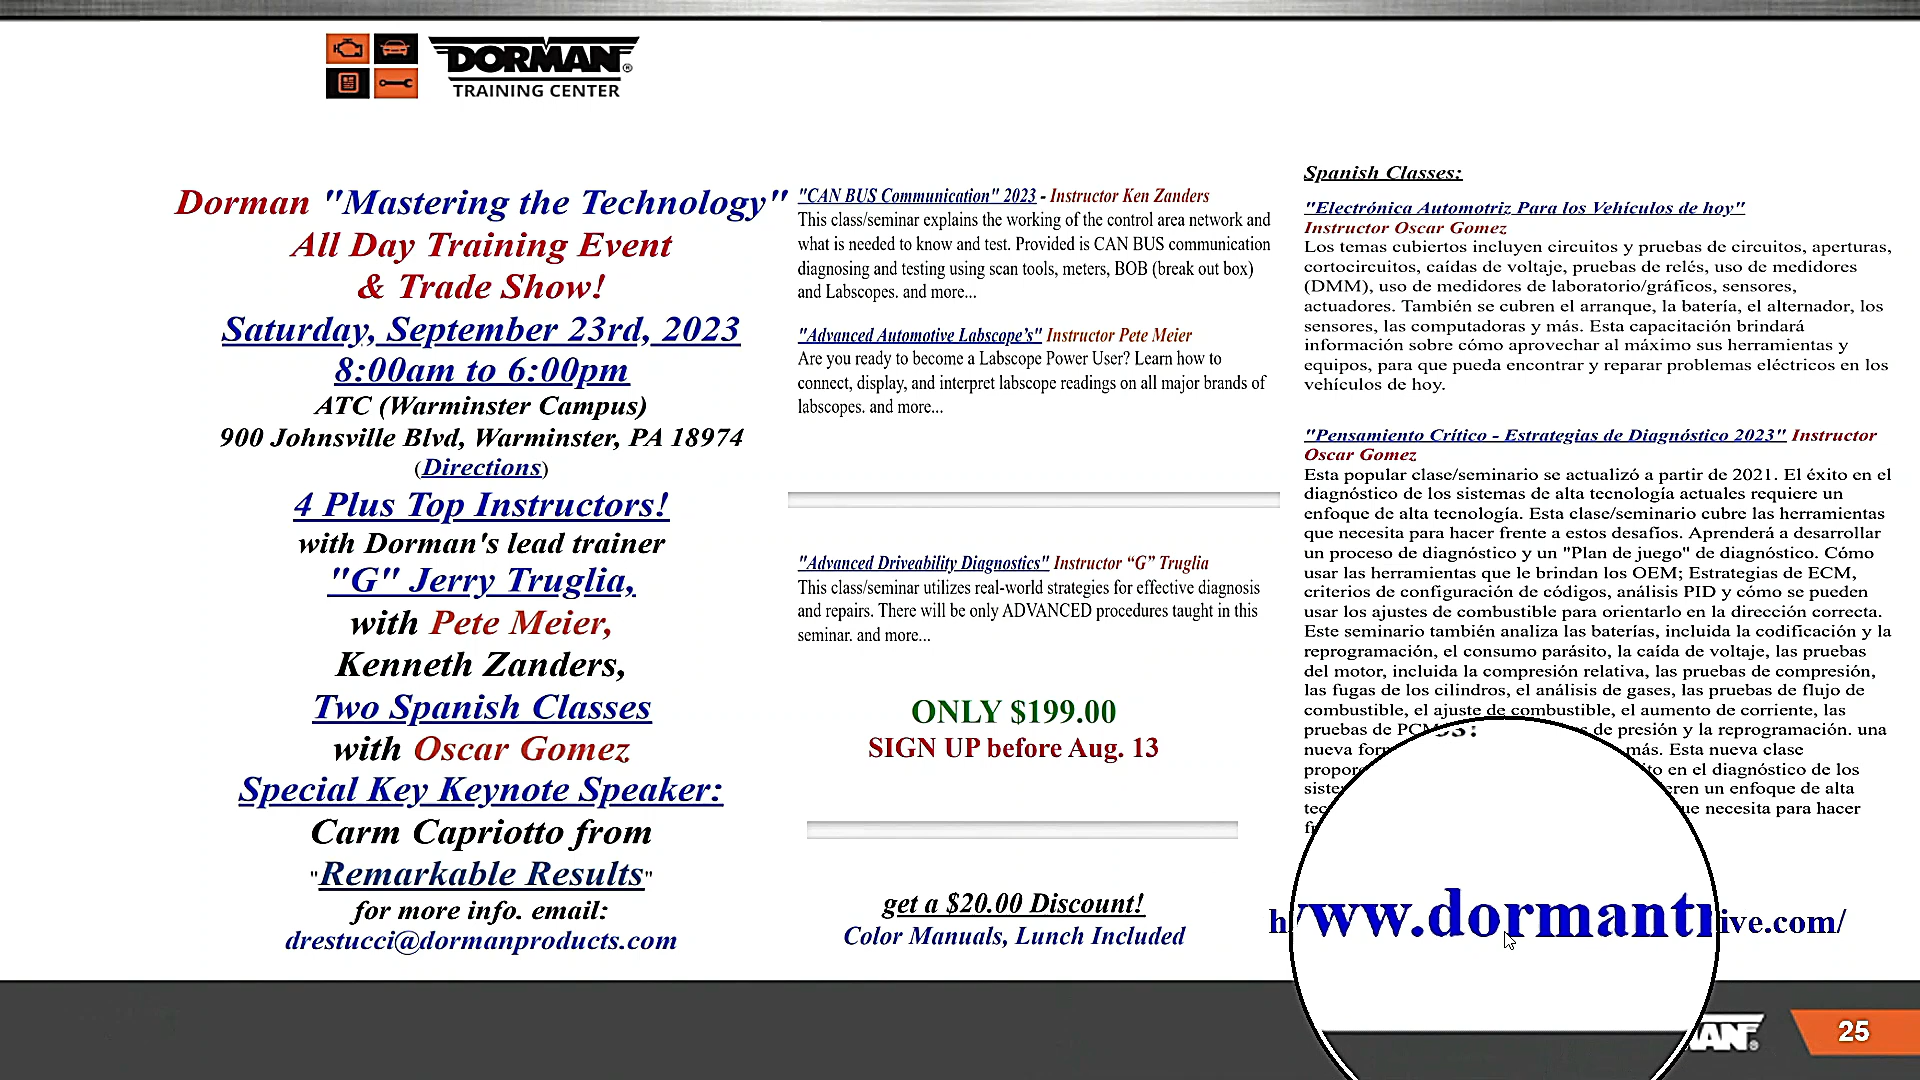 DORMAN®
TRAINING CENTER
Dorman "Mastering the Technology"
All Day Training Event
& Trade Show!
Saturday, September 23rd, 2023
8:00am to 6:00pm
ATC (Warminster Campus)
900 Johnsville Blvd, Warminster, PA 18974
(Directions)
4 Plus Top Instructors!
with Dorman's lead trainer
"G" Jerry Truglia,
with Pete Meier,
Kenneth Zanders,
Two Spanish Classes
with Oscar Gomez
Special Key Keynote Speaker:
Carm Capriotto from
"Remarkable Results"
for more info. email:
drestucci@dormanproducts.com
"CAN BUS Communication" 2023 - Instructor Ken Zanders
This class/seminar explains the working of the control area network and
what is needed to know and test. Provided is CAN BUS communication
diagnosing and testing using scan tools, meters, BOB (break out box)
and Labscopes. and more...
"Advanced Automotive Labscope’s" Instructor Pete Meier
Are you ready to become a Labscope Power User? Learn how to
connect, display, and interpret labscope readings on all major brands of
labscopes. and more...
"Advanced Driveability Diagnostics" Instructor “G” Truglia
This class/seminar utilizes real-world strategies for effective diagnosis
and repairs. There will be only ADVANCED procedures taught in this
seminar. and more...
ONLY $199.00
SIGN UP before Aug. 13
get a $20.00 Discount!
Color Manuals, Lunch Included
Spanish Classes:
"Electrónica Automotriz Para los Vehículos de hoy"
Instructor Oscar Gomez
Los temas cubiertos incluyen circuitos y pruebas de circuitos, aperturas,
cortocircuitos, caídas de voltaje, pruebas de relés, uso de medidores
(DMM), uso de medidores de laboratorio/gráficos, sensores,
actuadores. También se cubren el arranque, la batería, el alternador, los
sensores, las computadoras y más. Esta capacitación brindará
información sobre cómo aprovechar al máximo sus herramientas y
equipos, para que pueda encontrar y reparar problemas eléctricos en los
vehículos de hoy.
"Pensamiento Crítico - Estrategias de Diagnóstico 2023" Instructor
Oscar Gomez
Esta popular clase/seminario se actualizó a partir de 2021. El éxito en el
diagnóstico de los sistemas de alta tecnología actuales requiere un
enfoque de alta tecnología. Esta clase/seminario cubre las herramientas
que necesita para hacer frente a estos desafíos. Aprenderá a desarrollar
un proceso de diagnóstico y un "Plan de juego" de diagnóstico. Cómo
usar las herramientas que le brindan los OEM; Estrategias de ECM,
criterios de configuración de códigos, análisis PID y cómo se pueden
usar los ajustes de combustible para orientarlo en la dirección correcta.
Este seminario también analiza las baterías, incluida la codificación y la
reprogramación, el consumo parásito, la caída de voltaje, las pruebas
del motor, incluida la compresión relativa, las pruebas de compresión,
las fugas de los cilindros, el análisis de gases, las pruebas de flujo de
combustible, el ajuste de combustible, el aumento de corriente, las
pruebas de de presión y la reprogramación. una
nueva más. Esta nueva clase
en el diagnóstico de los
un enfoque de alta
necesita para hacer
www.dormant ive.com/
25